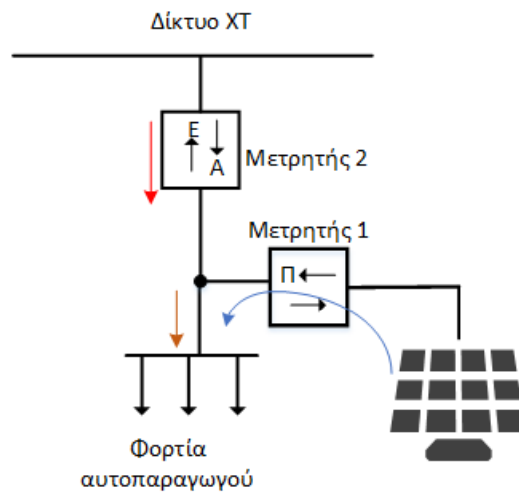 Δίκτυο ΧΤ
Ε
Α
Μετρητής 2
Μετρητής 1
Π
Φορτία
αυτοπαραγωγού